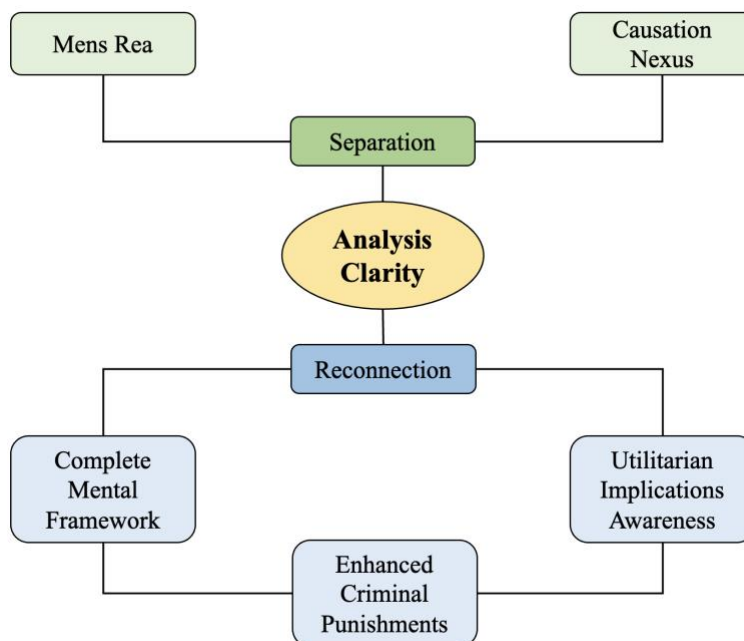 Mens Rea
Causation
Nexus
Separation
Analysis
Clarity
Reconnection
Complete
Mental
Framework
Utilitarian
Implications
Awareness
Enhanced
Criminal
Punishments